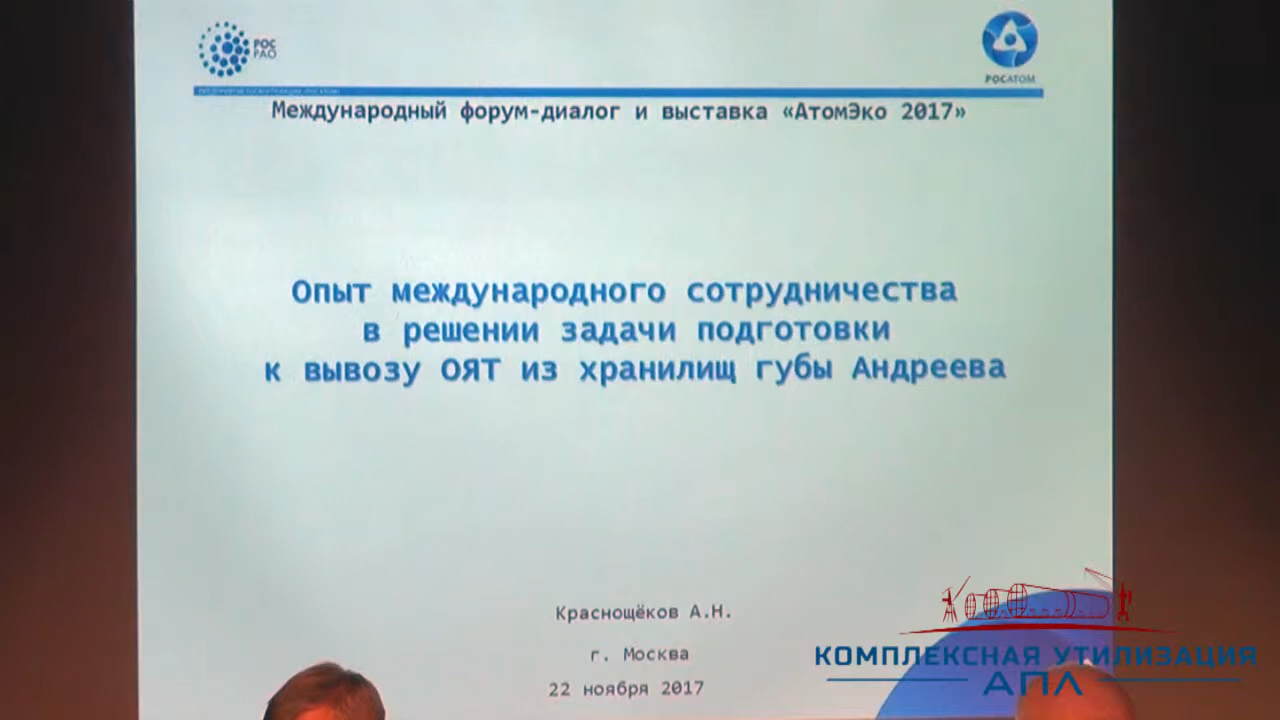 РОС
РАО
РОСАТОМ
Международный форум-диалог и выставка «АтомЭко 2017»
Опыт международного сотрудничества
в решении задачи подготовки
к вывозу ОЯТ из хранилищ губы Андреева
Краснощёков А.Н.
г. Москва
22 ноября 2017
КОМПЛЕКСНАЯ УТИЛИЗАЦИЯ
АПЛ